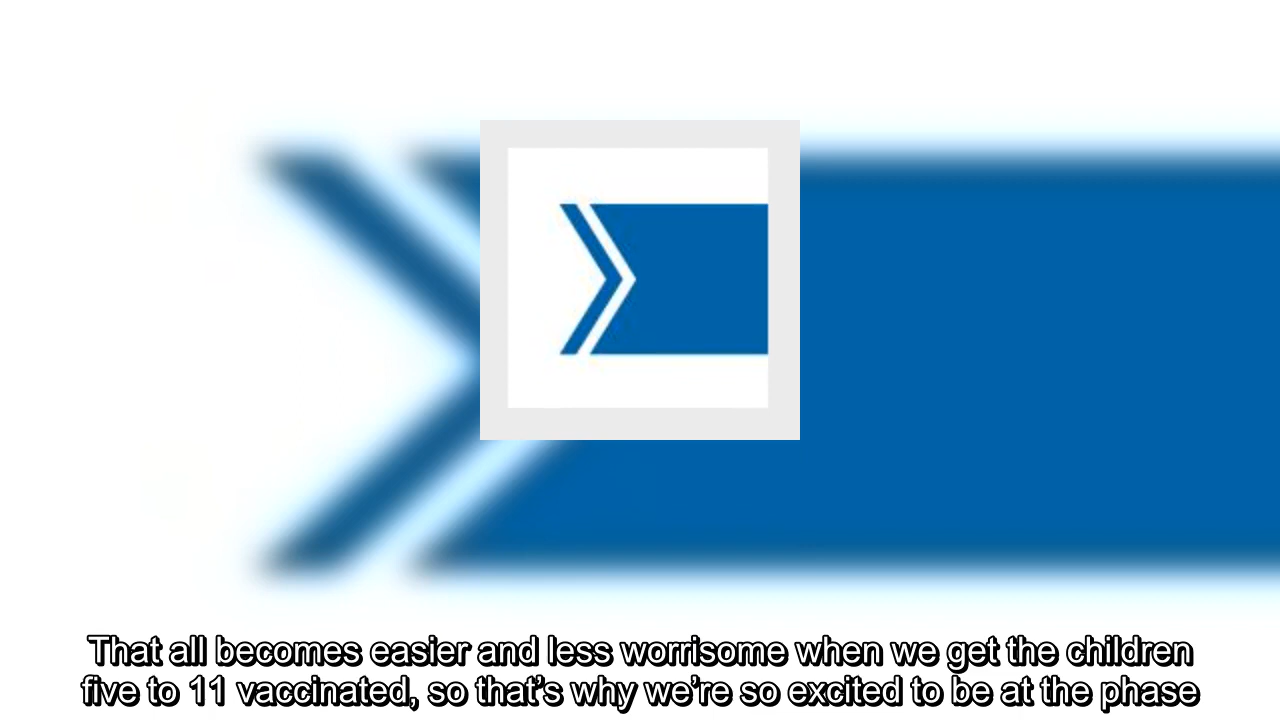 That all becomes easier and less worrisome when we get the children
five to 11 vaccinated, so that's why we're so excited to be at the phase